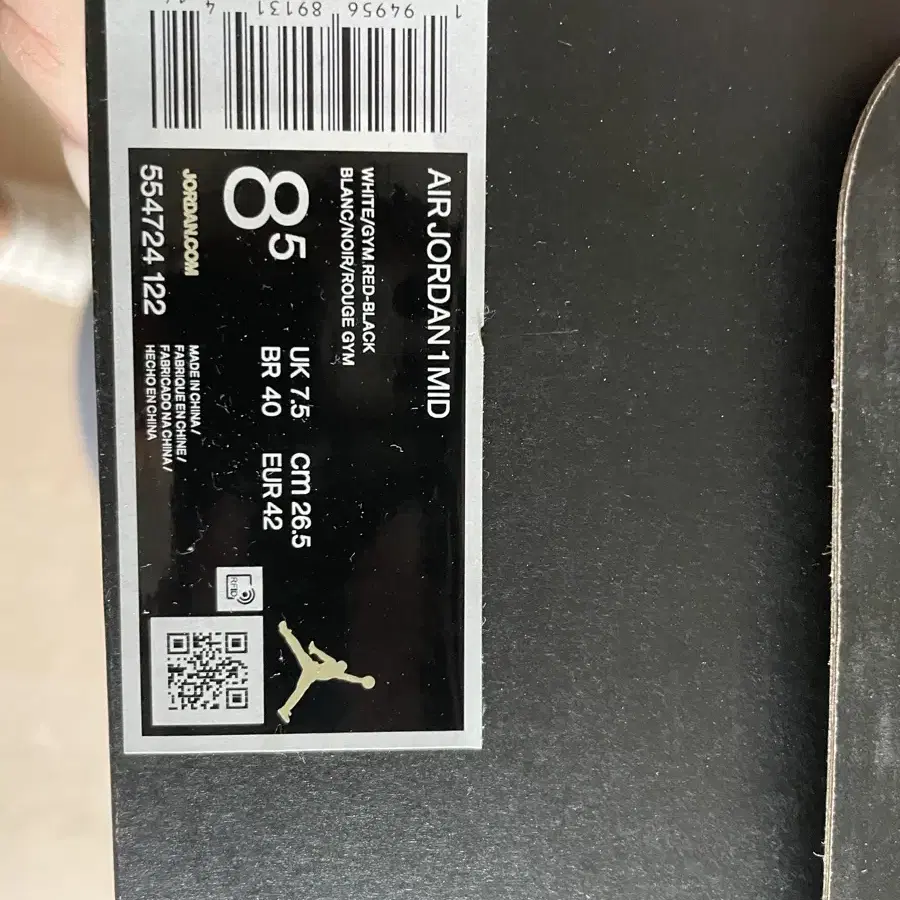 AIR JORDAN 1 MID
WHITE/GYM RED-BLACK
BLANC/NOIR/ROUGE GYM
8.5
UK 7.5 cm 26.5
BR 40 EUR 42
JORDAN.COM
MADE IN CHINA /
FABRIQUE EN CHINE /
FABRICADO NA CHINA /
HECHO EN CHINA
554724 122
RFID
1 94956 89131 4